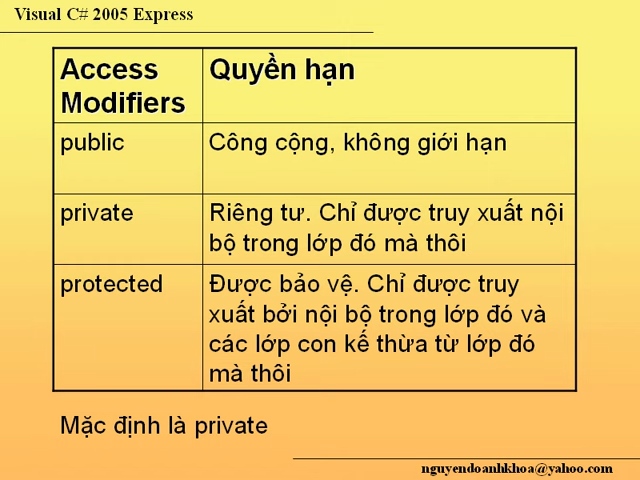 Visual C# 2005 Express
Access
Modifiers
Quyền hạn
public
Công cộng, không giới hạn
private
Riêng tư. Chỉ được truy xuất nội
bộ trong lớp đó mà thôi
protected
Được bảo vệ. Chỉ được truy
xuất bởi nội bộ trong lớp đó và
các lớp con kế thừa từ lớp đó
mà thôi
Mặc định là private
nguyendoanhkhoa@yahoo.com